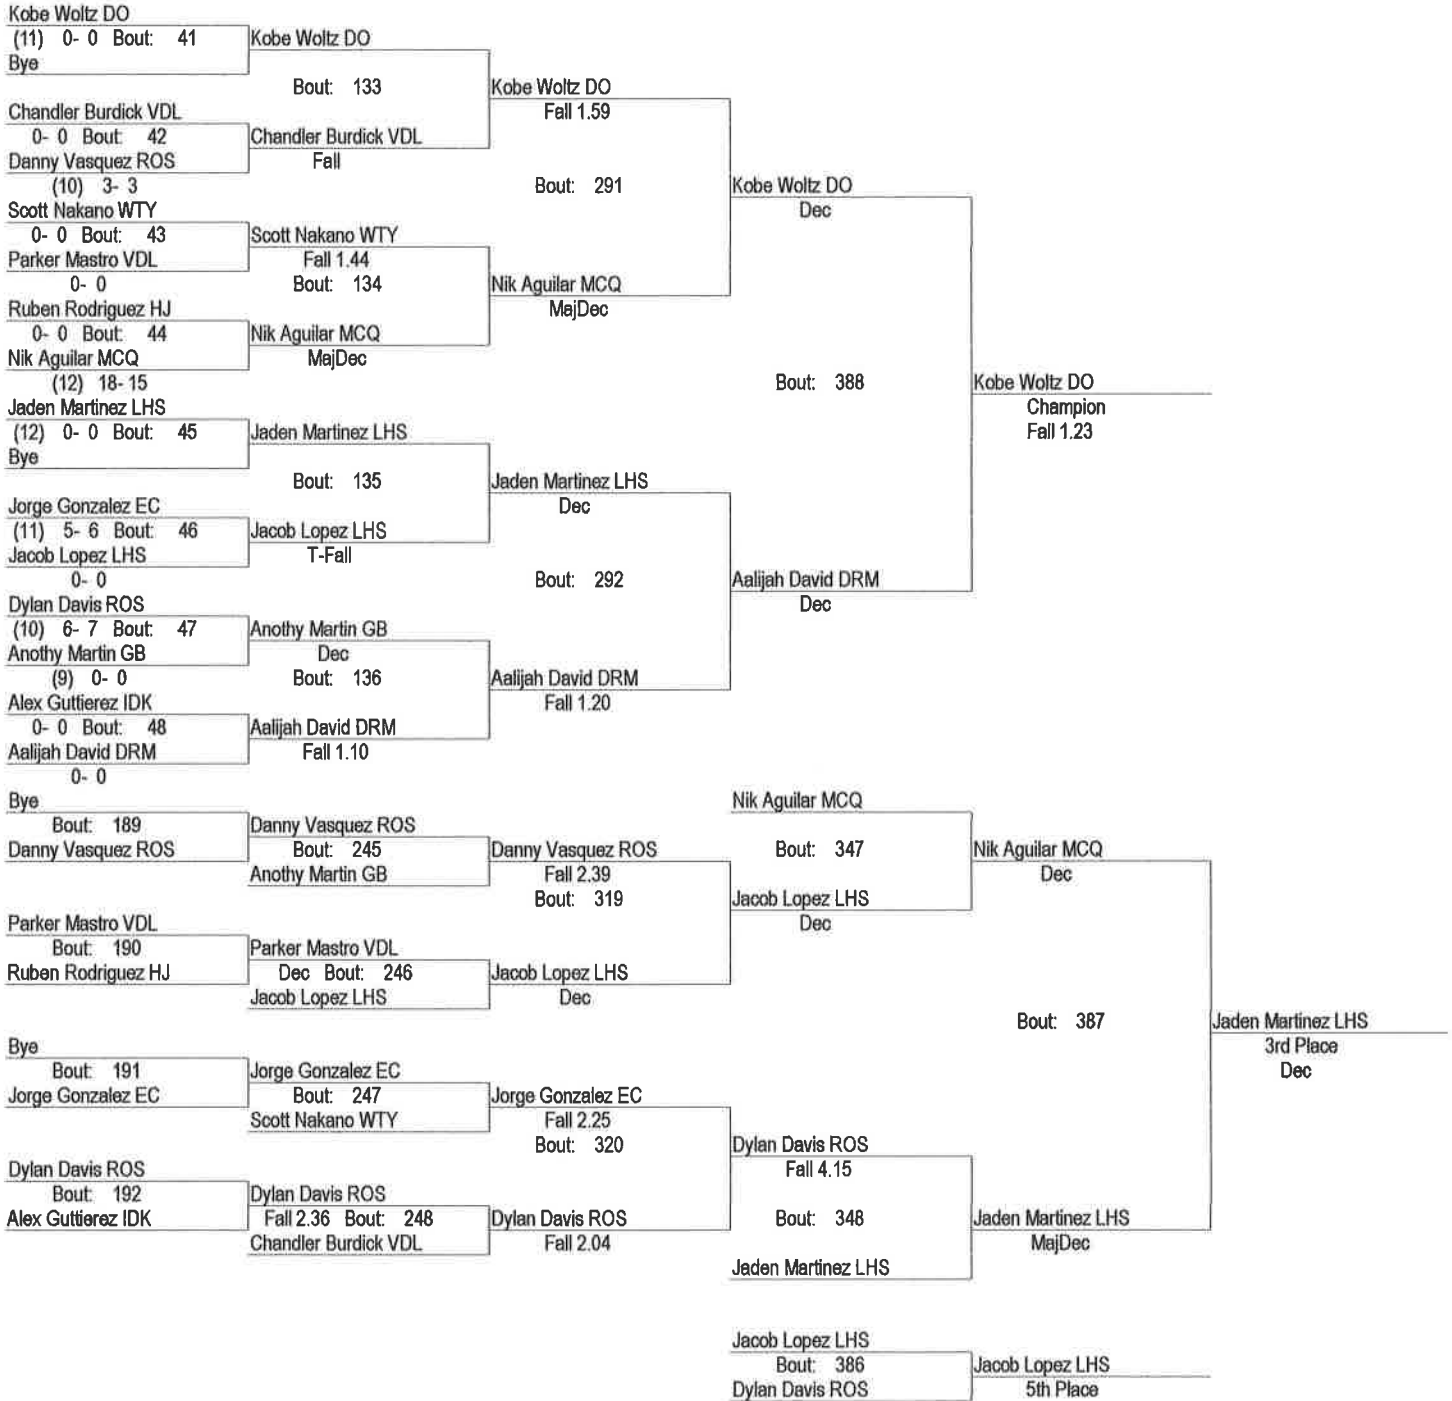 Kobe Woltz DO
(11) 0- 0 Bout: 41
Bye
Kobe Woltz DO
Bout: 133
Chandler Burdick VDL
0- 0 Bout: 42
Danny Vasquez ROS
(10) 3- 3
Chandler Burdick VDL
Fall
Kobe Woltz DO
Fall 1.59
Bout: 291
Scott Nakano WTY
0- 0 Bout: 43
Parker Mastro VDL
0- 0
Scott Nakano WTY
Fall 1.44
Bout: 134
Ruben Rodriguez HJ
0- 0 Bout: 44
Nik Aguilar MCQ
(12) 18- 15
Nik Aguilar MCQ
MajDec
Nik Aguilar MCQ
MajDec
Kobe Woltz DO
Dec
Bout: 388
Jaden Martinez LHS
(12) 0- 0 Bout: 45
Bye
Jaden Martinez LHS
Bout: 135
Jorge Gonzalez EC
(11) 5- 6 Bout: 46
Jacob Lopez LHS
0- 0
Jacob Lopez LHS
T-Fall
Jaden Martinez LHS
Dec
Bout: 292
Dylan Davis ROS
(10) 6- 7 Bout: 47
Anothy Martin GB
(9) 0- 0
Anothy Martin GB
Dec
Bout: 136
Alex Guttierez IDK
0- 0 Bout: 48
Aalijah David DRM
0- 0
Aalijah David DRM
Fall 1.10
Aalijah David DRM
Fall 1.20
Aalijah David DRM
Dec
Kobe Woltz DO
Champion
Fall 1.23
Bye
Bout: 189
Danny Vasquez ROS
Danny Vasquez ROS
Bout: 245
Anothy Martin GB
Danny Vasquez ROS
Fall 2.39
Bout: 319
Parker Mastro VDL
Bout: 190
Ruben Rodriguez HJ
Parker Mastro VDL
Dec Bout: 246
Jacob Lopez LHS
Jacob Lopez LHS
Dec
Nik Aguilar MCQ
Bout: 347
Jacob Lopez LHS
Dec
Nik Aguilar MCQ
Dec
Bout: 387
Bye
Bout: 191
Jorge Gonzalez EC
Jorge Gonzalez EC
Bout: 247
Scott Nakano WTY
Jorge Gonzalez EC
Fall 2.25
Bout: 320
Dylan Davis ROS
Bout: 192
Alex Guttierez IDK
Dylan Davis ROS
Fall 2.36 Bout: 248
Chandler Burdick VDL
Dylan Davis ROS
Fall 2.04
Dylan Davis ROS
Fall 4.15
Bout: 348
Jaden Martinez LHS
Jaden Martinez LHS
MajDec
Jaden Martinez LHS
3rd Place
Dec
Jacob Lopez LHS
Bout: 386
Dylan Davis ROS
Jacob Lopez LHS
5th Place